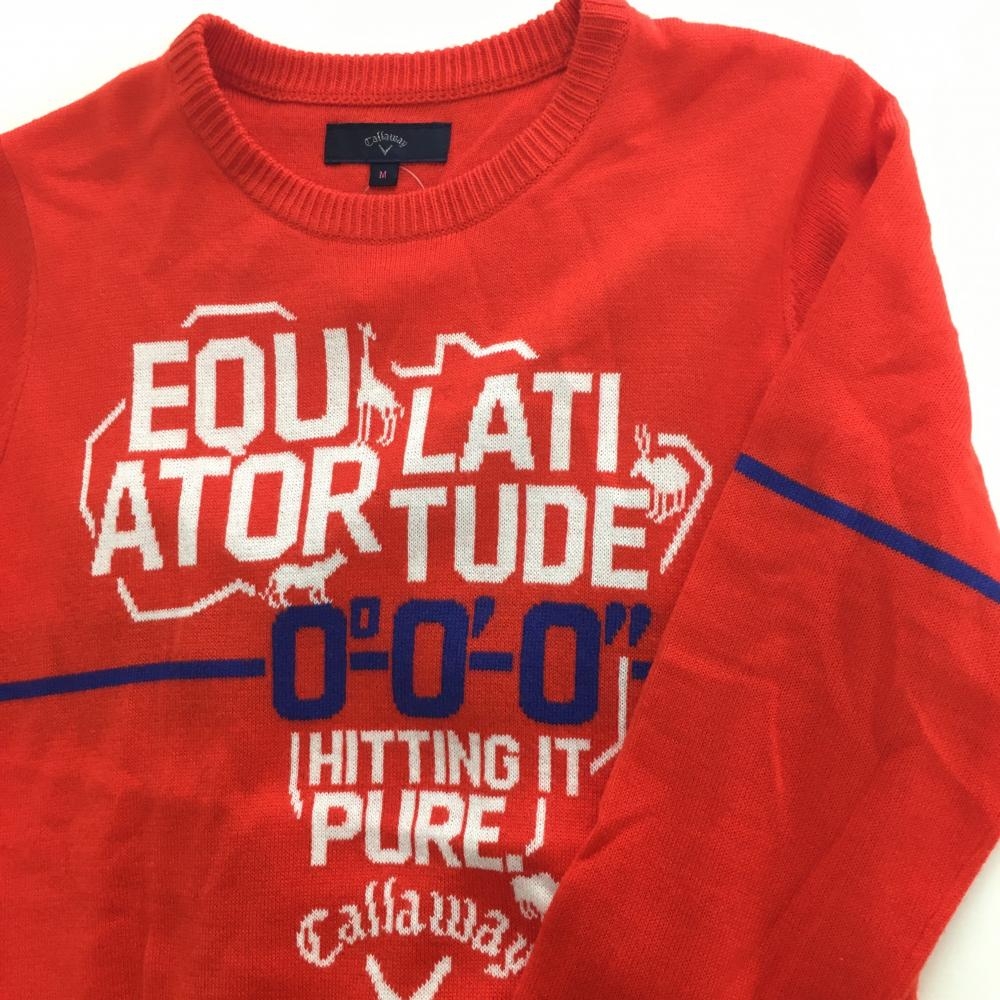 Callaway
M
EQU LATI
ATOR TUDE
0°-0'-0"
HITTING IT
PURE.
Callaway